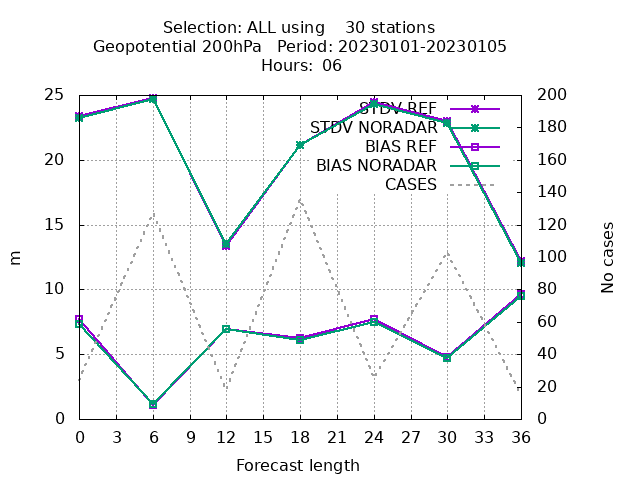 Selection: ALL using    30 stations
Geopotential 200hPa   Period: 20230101-20230105
Hours:  06
25
20
15
10
5
0
m
200
180
160
140
120
100
80
60
40
20
0
No cases
STDV REF
STDV NORADAR
BIAS REF
BIAS NORADAR
CASES
0 3 6 9 12 15 18 21 24 27 30 33 36
Forecast length